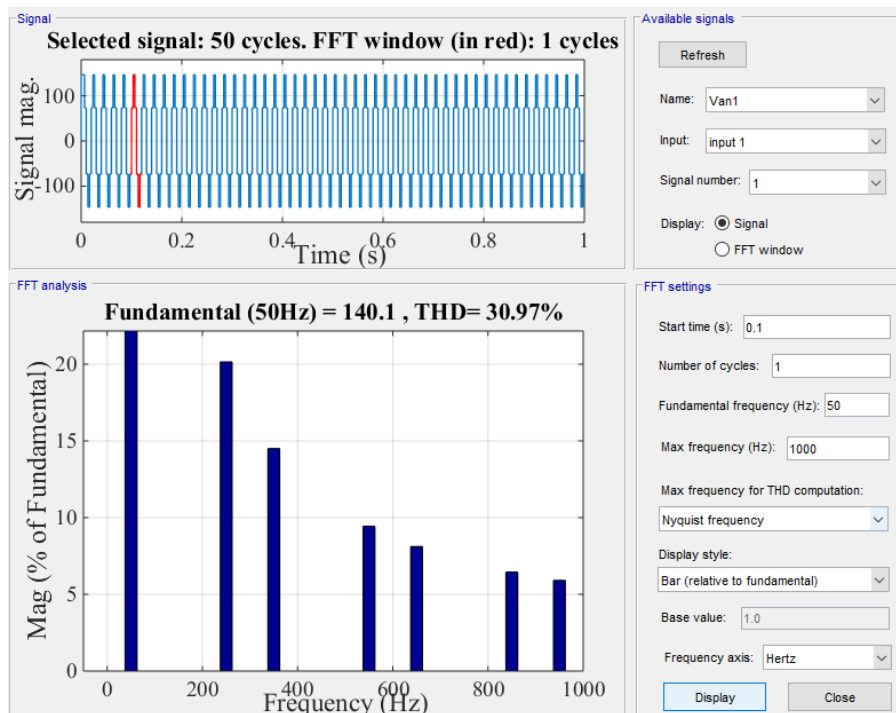 Signal
Selected signal: 50 cycles. FFT window (in red): 1 cycles
Signal mag.
100
0
-100
0
0.2
0.4
0.6
0.8
1
Time (s)
FFT analysis
Fundamental (50Hz) = 140.1 , THD= 30.97%
Mag (% of Fundamental)
20
15
10
5
0
0
200
400
600
800
1000
Frequency (Hz)
Available signals
Refresh
Name: Van1
Input: input 1
Signal number: 1
Display: Signal
FFT window
FFT settings
Start time (s): 0.1
Number of cycles: 1
Fundamental frequency (Hz): 50
Max frequency (Hz): 1000
Max frequency for THD computation:
Nyquist frequency
Display style:
Bar (relative to fundamental)
Base value: 1.0
Frequency axis: Hertz
Display
Close